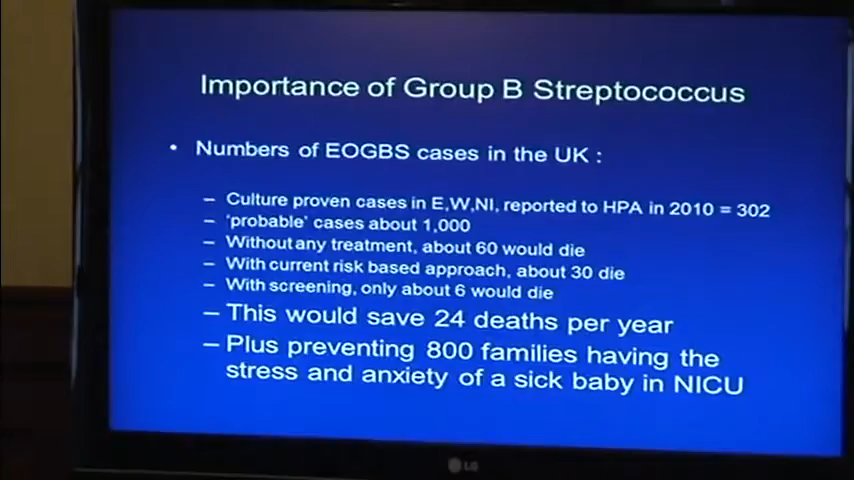 Importance of Group B Streptococcus
• Numbers of EOGBS cases in the UK :
– Culture proven cases in E,W,NI, reported to HPA in 2010 = 302
– 'probable' cases about 1,000
– Without any treatment, about 60 would die
– With current risk based approach, about 30 die
– With screening, only about 6 would die
– This would save 24 deaths per year
– Plus preventing 800 families having the
stress and anxiety of a sick baby in NICU
LG